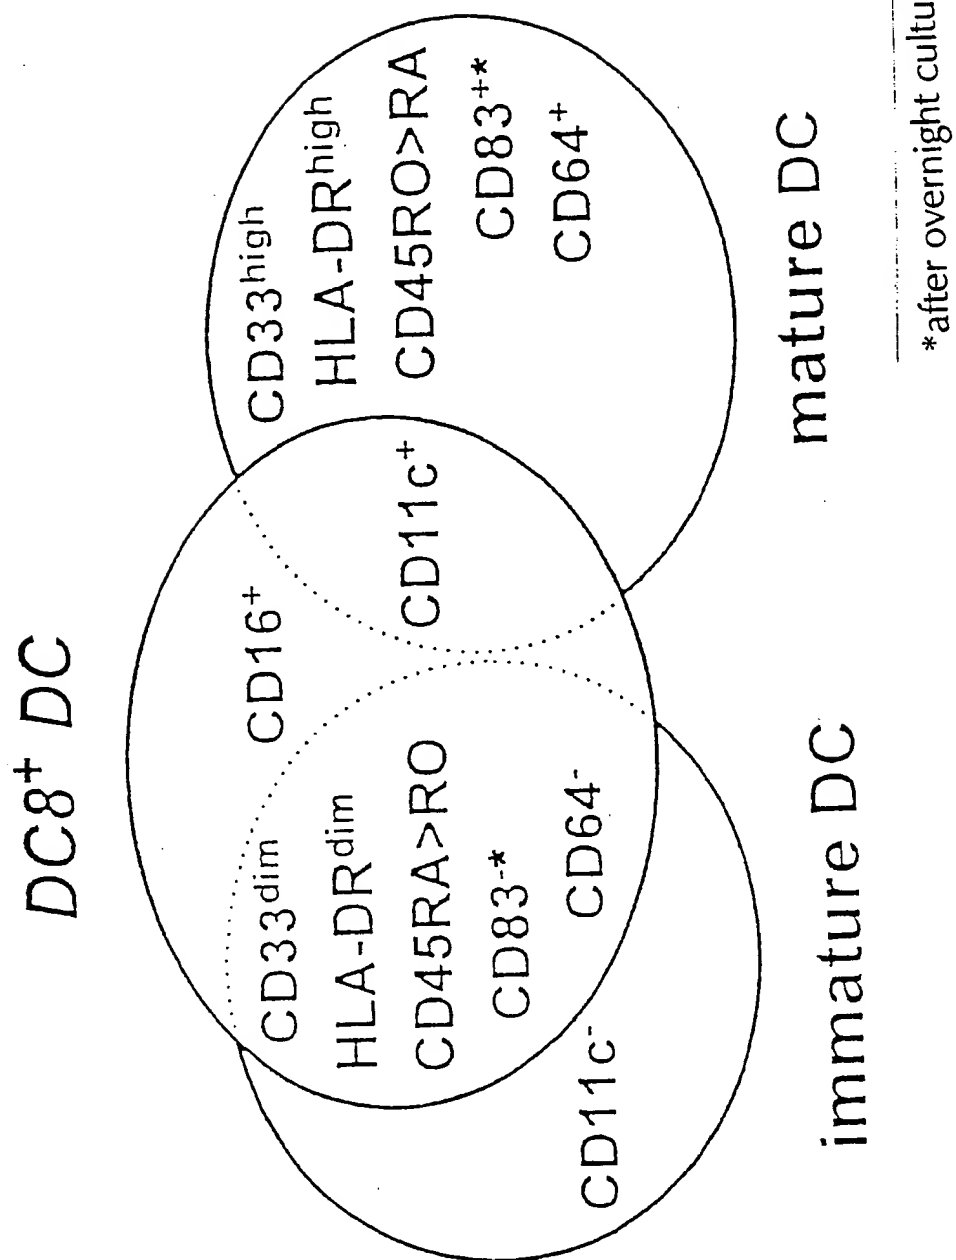 DC8⁺ DC
CD33ᵈⁱᵐ
HLA-DRᵈⁱᵐ
CD45RA>RO
CD83⁻*
CD64⁻
CD11c⁻
CD16⁺
CD11c⁺
CD33ʰⁱᵍʰ
HLA-DRʰⁱᵍʰ
CD45RO>RA
CD83⁺*
CD64⁺
immature DC
mature DC
*after overnight cultu